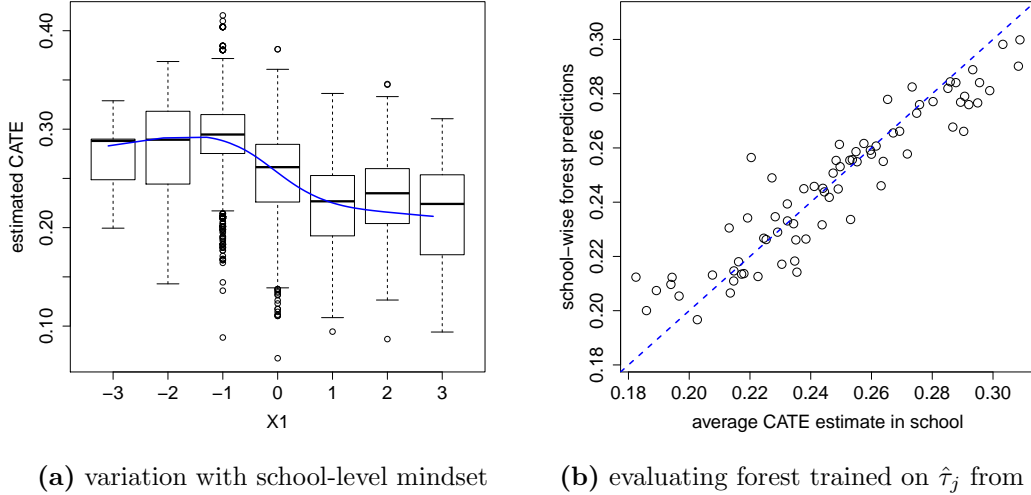 estimated CATE
0.10 0.20 0.30 0.40
−3 −2 −1 0 1 2 3
X1
school−wise forest predictions
0.18 0.20 0.22 0.24 0.26 0.28 0.30
0.18 0.20 0.22 0.24 0.26 0.28 0.30
average CATE estimate in school
(a) variation with school-level mindset
(b) evaluating forest trained on τ̂j from